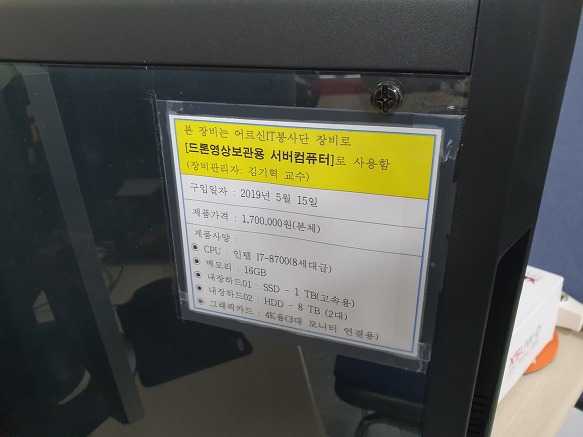 본 장비는 어르신IT봉사단 장비로
[드론영상보관용 서버컴퓨터]로 사용함
(장비관리자: 김기혁 교수)
구입일자 : 2019년 5월 15일
제품가격 : 1,700,000원(본체)
제품사양 :
● CPU : 인텔 I7-8700(8세대급)
● 메모리 : 16GB
● 내장하드01 : SSD - 1 TB(고속용)
● 내장하드02 : HDD - 8 TB (2대)
● 그래픽카드 : 4K용(3대 모니터 연결용)